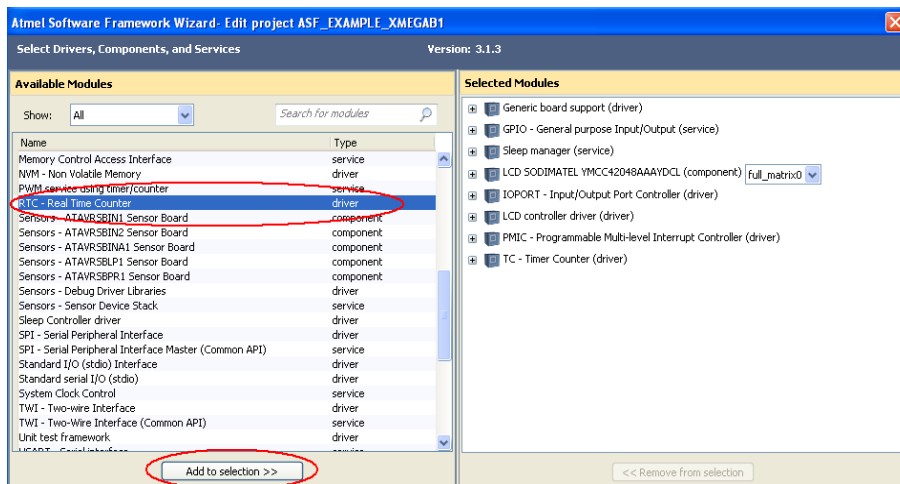 Atmel Software Framework Wizard- Edit project ASF_EXAMPLE_XMEGAB1
Select Drivers, Components, and Services Version: 3.1.3
Available Modules
Show: All Search for modules
Name Type
Memory Control Access Interface service
NVM - Non Volatile Memory driver
PWM service using timer/counter service
RTC - Real Time Counter driver
Sensors - ATAVRSBIN1 Sensor Board component
Sensors - ATAVRSBIN2 Sensor Board component
Sensors - ATAVRSBINA1 Sensor Board component
Sensors - ATAVRSBLP1 Sensor Board component
Sensors - ATAVRSBPR1 Sensor Board component
Sensors - Debug Driver Libraries driver
Sensors - Sensor Device Stack service
Sleep Controller driver driver
SPI - Serial Peripheral Interface driver
SPI - Serial Peripheral Interface Master (Common API) service
Standard I/O (stdio) Interface driver
Standard serial I/O (stdio) driver
System Clock Control service
TWI - Two-wire Interface driver
TWI - Two-Wire Interface (Common API) service
Unit test framework driver
Add to selection >>
Selected Modules
Generic board support (driver)
GPIO - General purpose Input/Output (service)
Sleep manager (service)
LCD SODIMATEL YMCC42048AAAYDCL (component) full_matrix0
IOPORT - Input/Output Port Controller (driver)
LCD controller driver (driver)
PMIC - Programmable Multi-level Interrupt Controller (driver)
TC - Timer Counter (driver)
<< Remove from selection